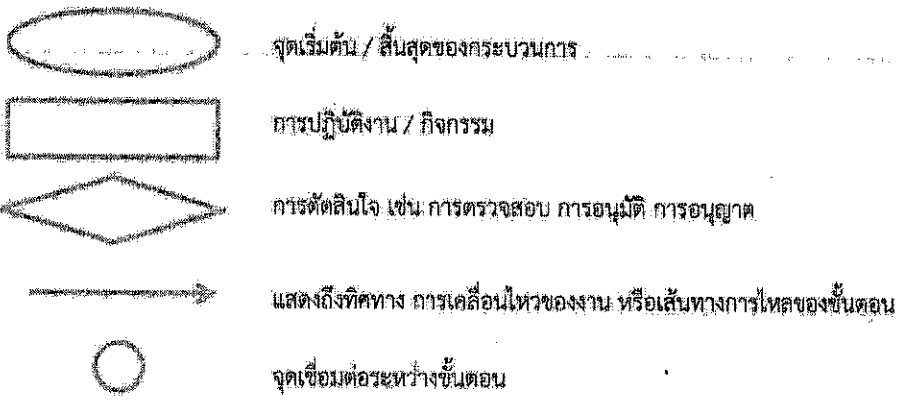 จุดเริ่มต้น / สิ้นสุดของกระบวนการ
การปฏิบัติงาน / กิจกรรม
การตัดสินใจ เช่น การตรวจสอบ การอนุมัติ การอนุญาต
แสดงถึงทิศทาง การเคลื่อนไหวของงาน หรือเส้นทางการไหลของขั้นตอน
จุดเชื่อมต่อระหว่างขั้นตอน